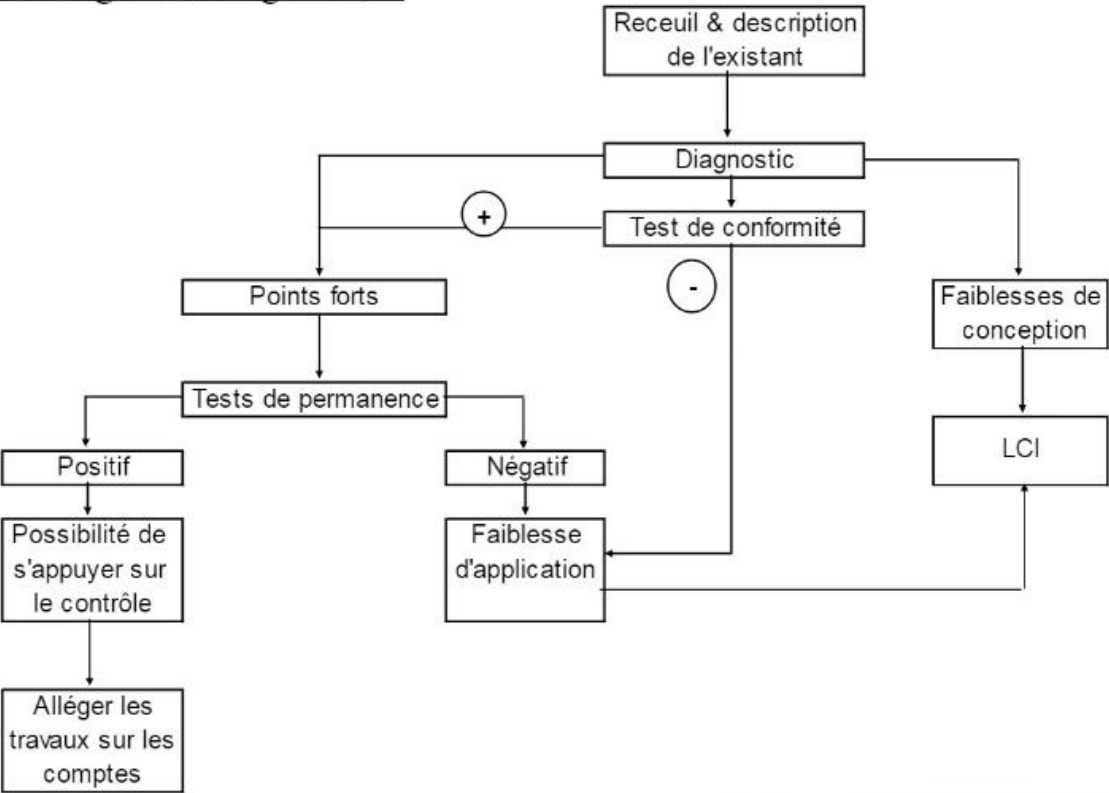 Receuil & description
de l'existant
Diagnostic
+
Test de conformité
-
Points forts
Faiblesses de
conception
Tests de permanence
LCI
Positif
Négatif
Possibilité de
s'appuyer sur
le contrôle
Faiblesse
d'application
Alléger les
travaux sur les
comptes